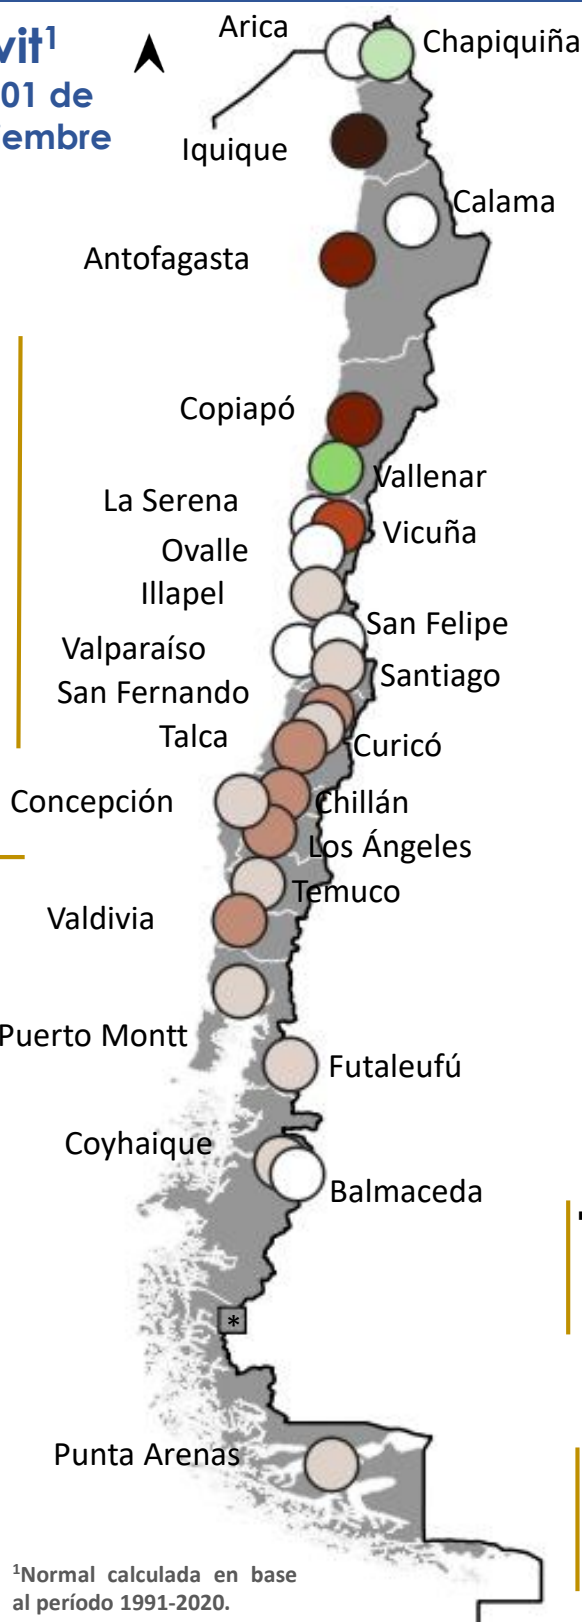 vit¹
01 de
iembre
Arica
Chapiquiña
Iquique
Calama
Antofagasta
Copiapó
Vallenar
La Serena
Vicuña
Ovalle
Illapel
San Felipe
Valparaíso
Santiago
San Fernando
Talca
Curicó
Concepción
Chillán
Los Ángeles
Temuco
Valdivia
Puerto Montt
Futaleufú
Coyhaique
Balmaceda
*
Punta Arenas
¹Normal calculada en base
al período 1991-2020.